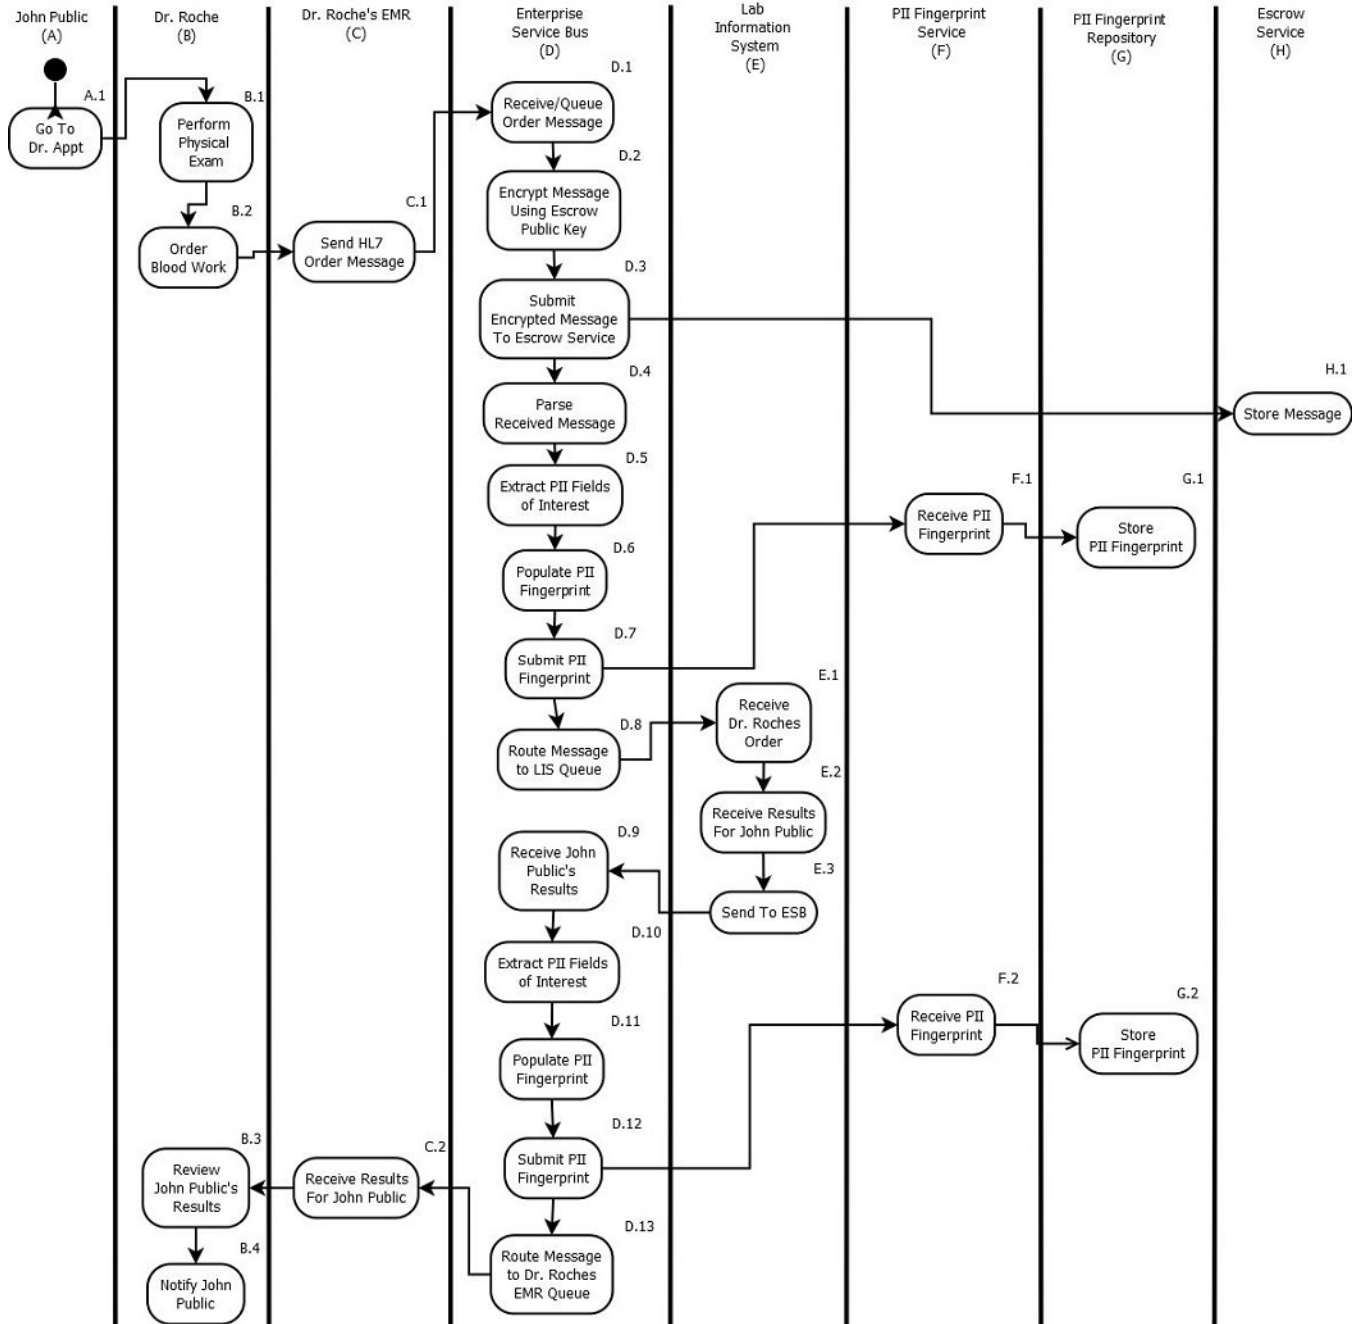 John Public
(A)
Dr. Roche
(B)
Dr. Roche's EMR
(C)
Enterprise
Service Bus
(D)
Lab
Information
System
(E)
PII Fingerprint
Service
(F)
PII Fingerprint
Repository
(G)
Escrow
Service
(H)
A.1
Go To
Dr. Appt
B.1
Perform
Physical
Exam
B.2
Order
Blood Work
C.1
Send HL7
Order Message
D.1
Receive/Queue
Order Message
D.2
Encrypt Message
Using Escrow
Public Key
D.3
Submit
Encrypted Message
To Escrow Service
H.1
Store Message
D.4
Parse
Received Message
D.5
Extract PII Fields
of Interest
F.1
Receive PII
Fingerprint
G.1
Store
PII Fingerprint
D.6
Populate PII
Fingerprint
D.7
Submit PII
Fingerprint
D.8
Route Message
to LIS Queue
E.1
Receive
Dr. Roches
Order
E.2
Receive Results
For John Public
E.3
Send To ESB
D.9
Receive John
Public's
Results
D.10
Extract PII Fields
of Interest
D.11
Populate PII
Fingerprint
F.2
Receive PII
Fingerprint
G.2
Store
PII Fingerprint
D.12
Submit PII
Fingerprint
D.13
Route Message
to Dr. Roches
EMR Queue
C.2
Receive Results
For John Public
B.3
Review
John Public's
Results
B.4
Notify John
Public